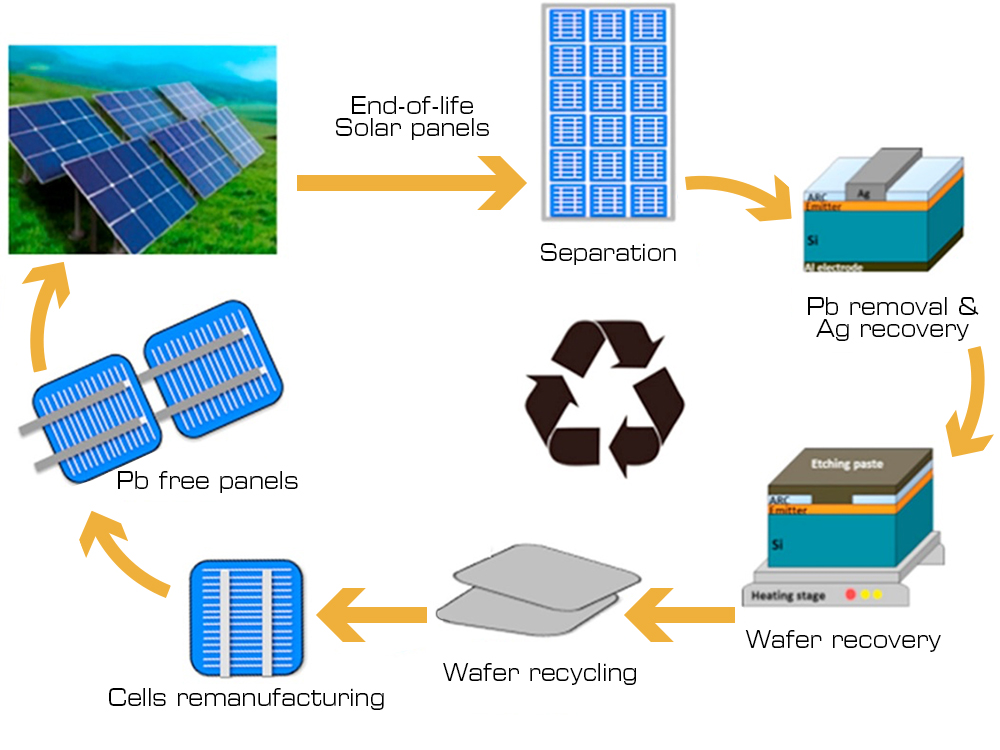 End-of-life
Solar panels
Separation
ARC
Ag
Emitter
Si
Al electrode
Pb removal &
Ag recovery
Etching paste
ARC
Emitter
Si
Heating stage
Wafer recovery
Wafer recycling
Cells remanufacturing
Pb free panels